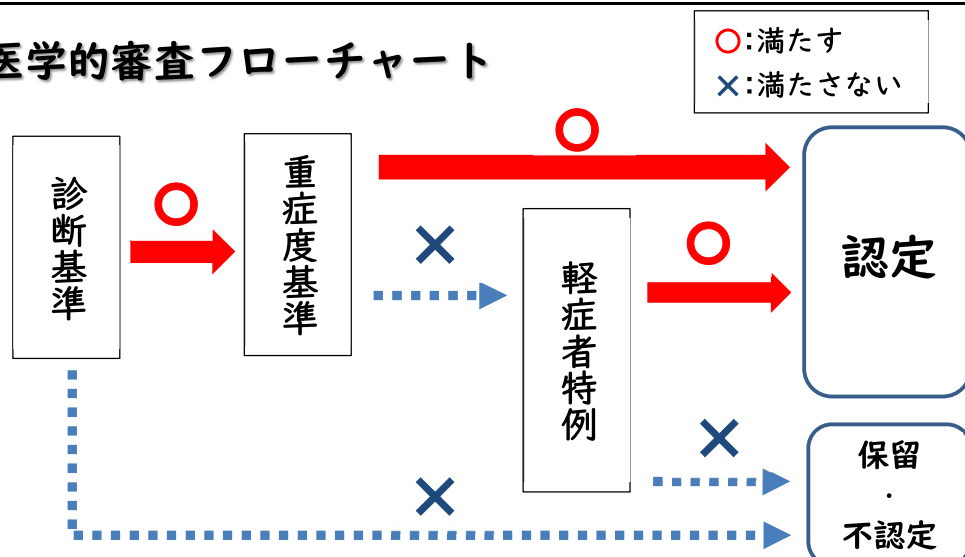 医学的審査フローチャート
○:満たす
×:満たさない
診断基準
○
重症度基準
○
×
軽症者特例
○
認定
×
×
保留
・
不認定